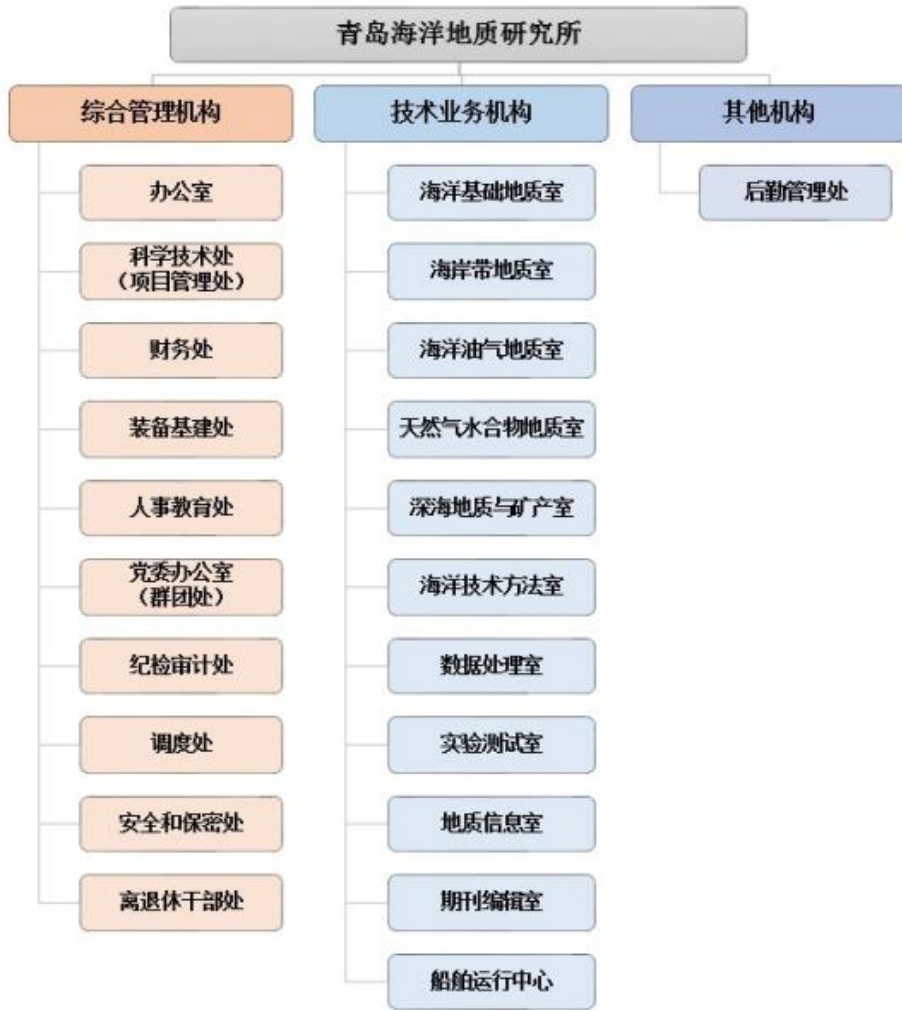 青岛海洋地质研究所
综合管理机构
技术业务机构
其他机构
办公室
科学技术处
（项目管理处）
财务处
装备基建处
人事教育处
党委办公室
（群团处）
纪检审计处
调度处
安全和保密处
离退休干部处
海洋基础地质室
海岸带地质室
海洋油气地质室
天然气水合物地质室
深海地质与矿产室
海洋技术方法室
数据处理室
实验测试室
地质信息室
期刊编辑室
船舶运行中心
后勤管理处